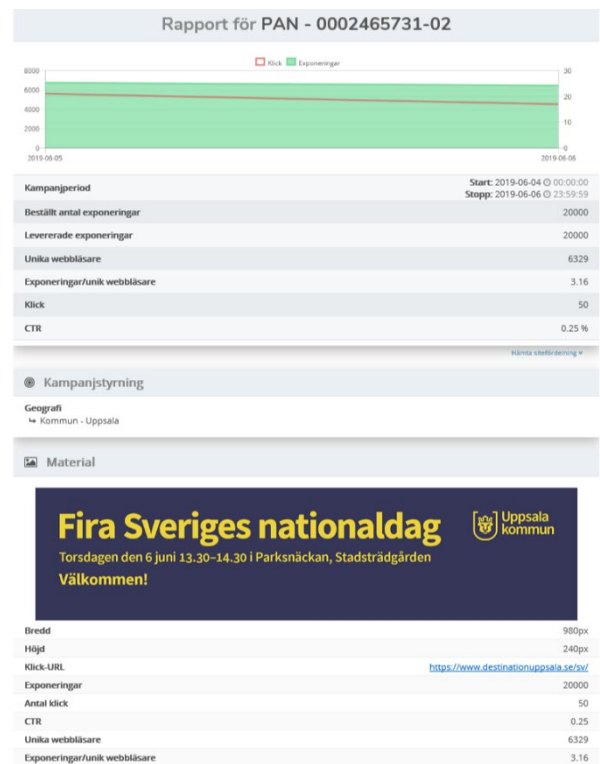 Rapport för PAN - 0002465731-02
Klick Exponeringar
8000
6000
4000
2000
0
30
20
10
0
2019-06-05 2019-06-06
Kampanjperiod Start: 2019-06-04 00:00:00
Stopp: 2019-06-06 23:59:59
Beställt antal exponeringar 20000
Levererade exponeringar 20000
Unika webbläsare 6329
Exponeringar/unik webbläsare 3.16
Klick 50
CTR 0.25 %
Hämta sitefördelning
Kampanjstyrning
Geografi
Kommun - Uppsala
Material
Fira Sveriges nationaldag
Torsdagen den 6 juni 13.30–14.30 i Parksnäckan, Stadsträdgården
Välkommen!
Uppsala
kommun
Bredd 980px
Höjd 240px
Klick-URL https://www.destinationuppsala.se/sv/
Exponeringar 20000
Antal klick 50
CTR 0.25
Unika webbläsare 6329
Exponeringar/unik webbläsare 3.16